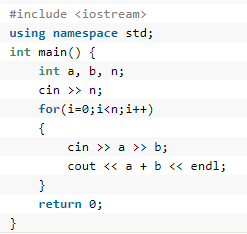 #include <iostream>
using namespace std;
int main() {
    int a, b, n;
    cin >> n;
    for(i=0;i<n;i++)
    {
        cin >> a >> b;
        cout << a + b << endl;
    }
    return 0;
}